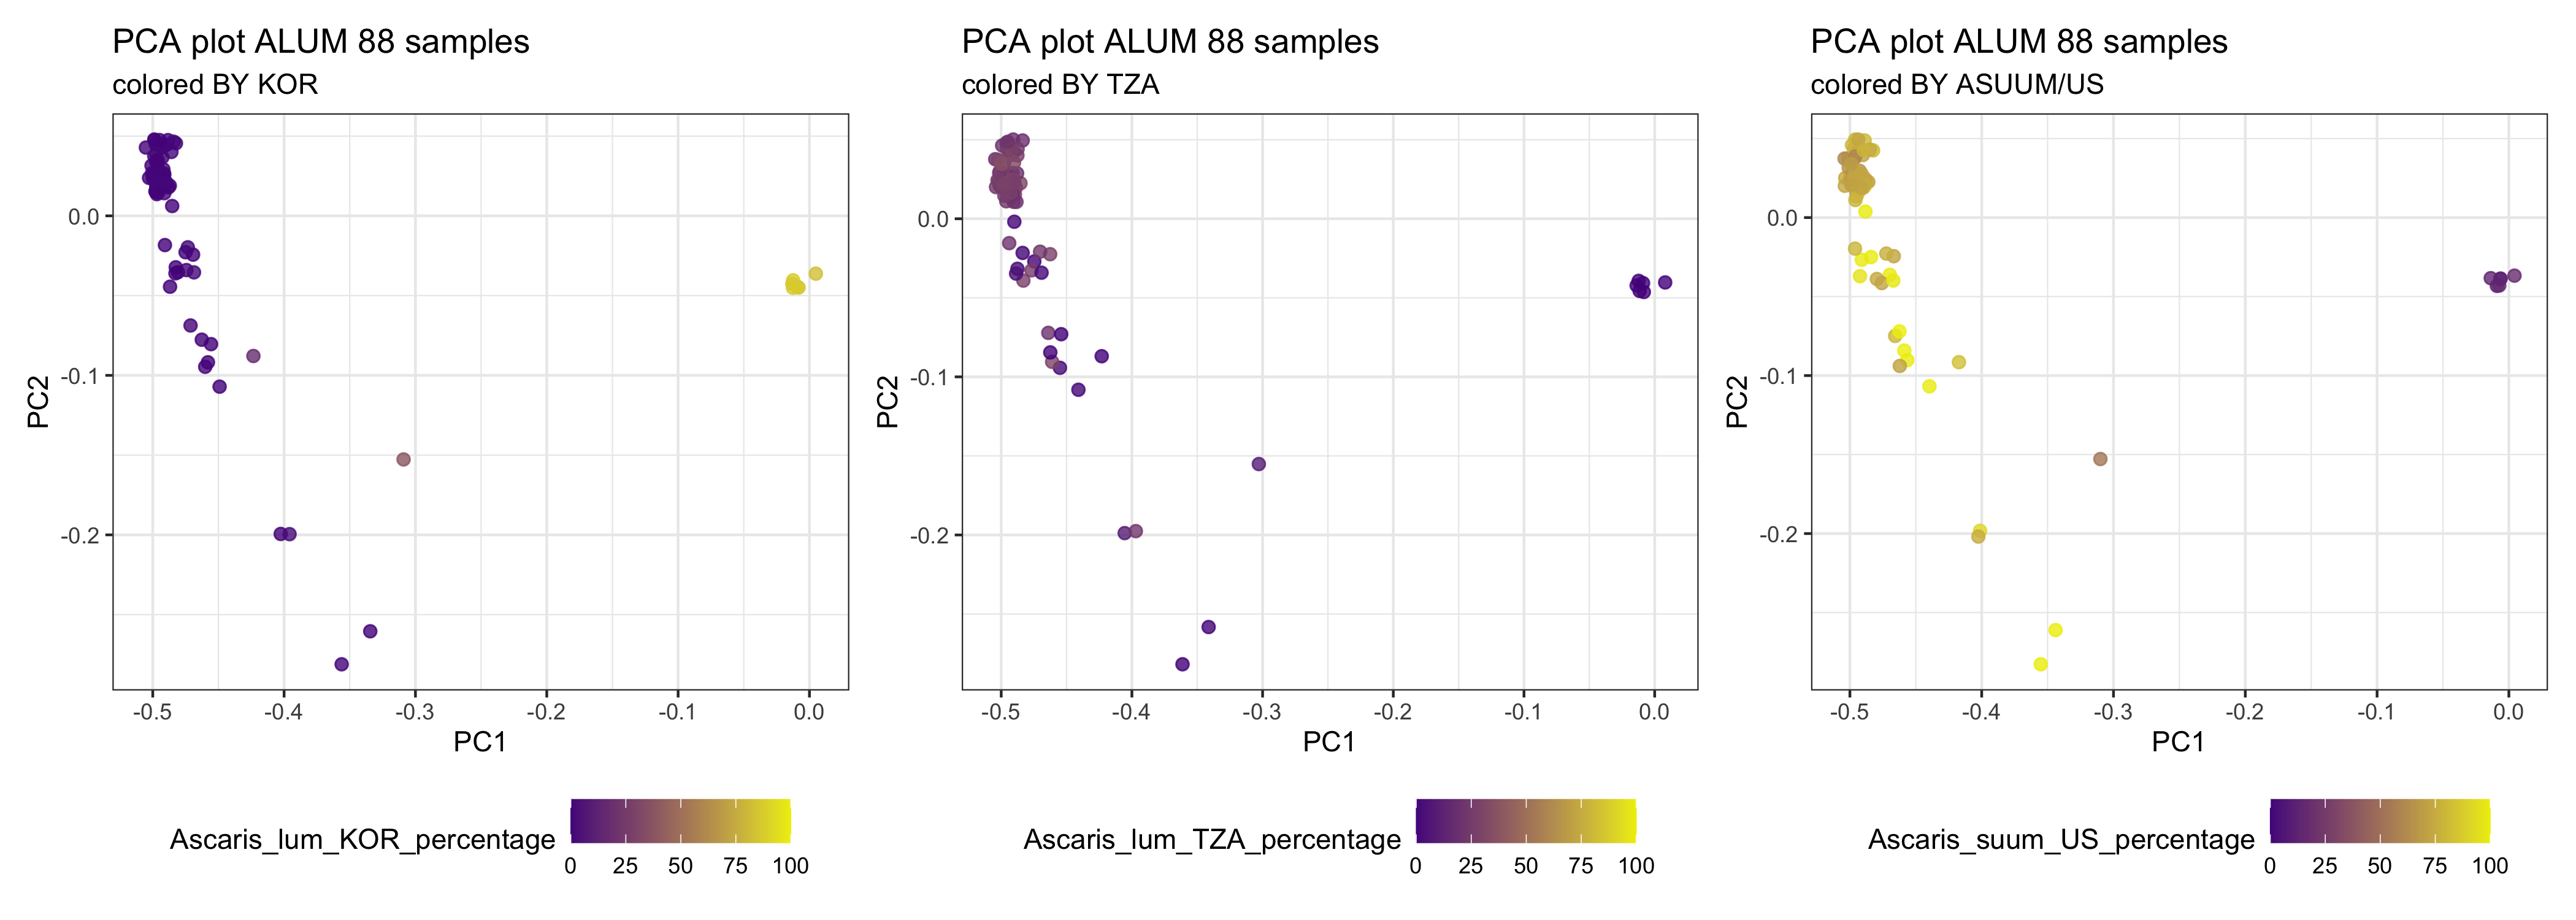 PCA plot ALUM 88 samples
colored BY KOR
0.0
-0.1
-0.2
PC2
-0.5 -0.4 -0.3 -0.2 -0.1 0.0
PC1
Ascaris_lum_KOR_percentage
0 25 50 75 100
PCA plot ALUM 88 samples
colored BY TZA
0.0
-0.1
-0.2
PC2
-0.5 -0.4 -0.3 -0.2 -0.1 0.0
PC1
Ascaris_lum_TZA_percentage
0 25 50 75 100
PCA plot ALUM 88 samples
colored BY ASUUM/US
0.0
-0.1
-0.2
PC2
-0.5 -0.4 -0.3 -0.2 -0.1 0.0
PC1
Ascaris_suum_US_percentage
0 25 50 75 100